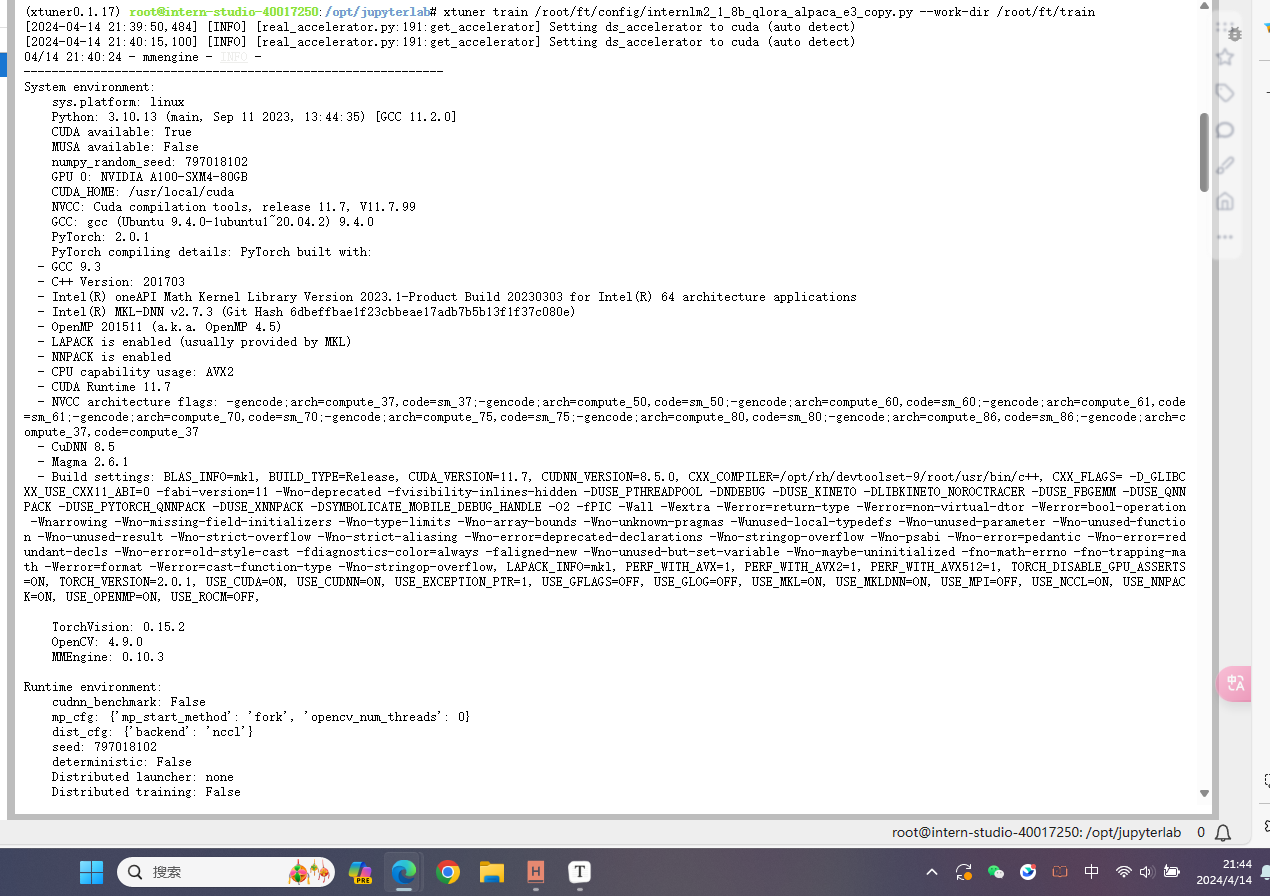 (xtuner0.1.17) root@intern-studio-40017250:/opt/jupyterlab# xtuner train /root/ft/config/internlm2_1_8b_qlora_alpaca_e3_copy.py --work-dir /root/ft/train
[2024-04-14 21:39:50,484] [INFO] [real_accelerator.py:191:get_accelerator] Setting ds_accelerator to cuda (auto detect)
[2024-04-14 21:40:15,100] [INFO] [real_accelerator.py:191:get_accelerator] Setting ds_accelerator to cuda (auto detect)
04/14 21:40:24 - mmengine - INFO -
------------------------------------------------------------
System environment:
    sys.platform: linux
    Python: 3.10.13 (main, Sep 11 2023, 13:44:35) [GCC 11.2.0]
    CUDA available: True
    MUSA available: False
    numpy_random_seed: 797018102
    GPU 0: NVIDIA A100-SXM4-80GB
    CUDA_HOME: /usr/local/cuda
    NVCC: Cuda compilation tools, release 11.7, V11.7.99
    GCC: gcc (Ubuntu 9.4.0-1ubuntu1~20.04.2) 9.4.0
    PyTorch: 2.0.1
    PyTorch compiling details: PyTorch built with:
  - GCC 9.3
  - C++ Version: 201703
  - Intel(R) oneAPI Math Kernel Library Version 2023.1-Product Build 20230303 for Intel(R) 64 architecture applications
  - Intel(R) MKL-DNN v2.7.3 (Git Hash 6dbeffbae1f23cbbeae17adb7b5b13f1f37c080e)
  - OpenMP 201511 (a.k.a. OpenMP 4.5)
  - LAPACK is enabled (usually provided by MKL)
  - NNPACK is enabled
  - CPU capability usage: AVX2
  - CUDA Runtime 11.7
  - NVCC architecture flags: -gencode;arch=compute_37,code=sm_37;-gencode;arch=compute_50,code=sm_50;-gencode;arch=compute_60,code=sm_60;-gencode;arch=compute_61,code
=sm_61;-gencode;arch=compute_70,code=sm_70;-gencode;arch=compute_75,code=sm_75;-gencode;arch=compute_80,code=sm_80;-gencode;arch=compute_86,code=sm_86;-gencode;arch=c
ompute_37,code=compute_37
  - CuDNN 8.5
  - Magma 2.6.1
  - Build settings: BLAS_INFO=mkl, BUILD_TYPE=Release, CUDA_VERSION=11.7, CUDNN_VERSION=8.5.0, CXX_COMPILER=/opt/rh/devtoolset-9/root/usr/bin/c++, CXX_FLAGS= -D_GLIBC
XX_USE_CXX11_ABI=0 -fabi-version=11 -Wno-deprecated -fvisibility-inlines-hidden -DUSE_PTHREADPOOL -DNDEBUG -DUSE_KINETO -DLIBKINETO_NOROCTRACER -DUSE_FBGEMM -DUSE_QNN
PACK -DUSE_PYTORCH_QNNPACK -DUSE_XNNPACK -DSYMBOLICATE_MOBILE_DEBUG_HANDLE -O2 -fPIC -Wall -Wextra -Werror=return-type -Werror=non-virtual-dtor -Werror=bool-operation
 -Wnarrowing -Wno-missing-field-initializers -Wno-type-limits -Wno-array-bounds -Wno-unknown-pragmas -Wunused-local-typedefs -Wno-unused-parameter -Wno-unused-functio
n -Wno-unused-result -Wno-strict-overflow -Wno-strict-aliasing -Wno-error=deprecated-declarations -Wno-stringop-overflow -Wno-psabi -Wno-error=pedantic -Wno-error=red
undant-decls -Wno-error=old-style-cast -fdiagnostics-color=always -faligned-new -Wno-unused-but-set-variable -Wno-maybe-uninitialized -fno-math-errno -fno-trapping-ma
th -Werror=format -Werror=cast-function-type -Wno-stringop-overflow, LAPACK_INFO=mkl, PERF_WITH_AVX=1, PERF_WITH_AVX2=1, PERF_WITH_AVX512=1, TORCH_DISABLE_GPU_ASSERTS
=ON, TORCH_VERSION=2.0.1, USE_CUDA=ON, USE_CUDNN=ON, USE_EXCEPTION_PTR=1, USE_GFLAGS=OFF, USE_GLOG=OFF, USE_MKL=ON, USE_MKLDNN=ON, USE_MPI=OFF, USE_NCCL=ON, USE_NNPAC
K=ON, USE_OPENMP=ON, USE_ROCM=OFF,
    TorchVision: 0.15.2
    OpenCV: 4.9.0
    MMEngine: 0.10.3
Runtime environment:
    cudnn_benchmark: False
    mp_cfg: {'mp_start_method': 'fork', 'opencv_num_threads': 0}
    dist_cfg: {'backend': 'nccl'}
    seed: 797018102
    deterministic: False
    Distributed launcher: none
    Distributed training: False
root@intern-studio-40017250: /opt/jupyterlab 0
搜索
PRE
H
T
中
21:44
2024/4/14